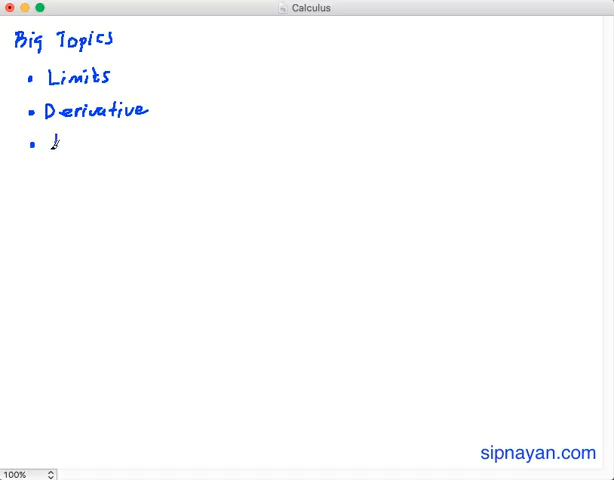 Calculus
Big Topics
• Limits
• Derivative
•
100%
sipnayan.com